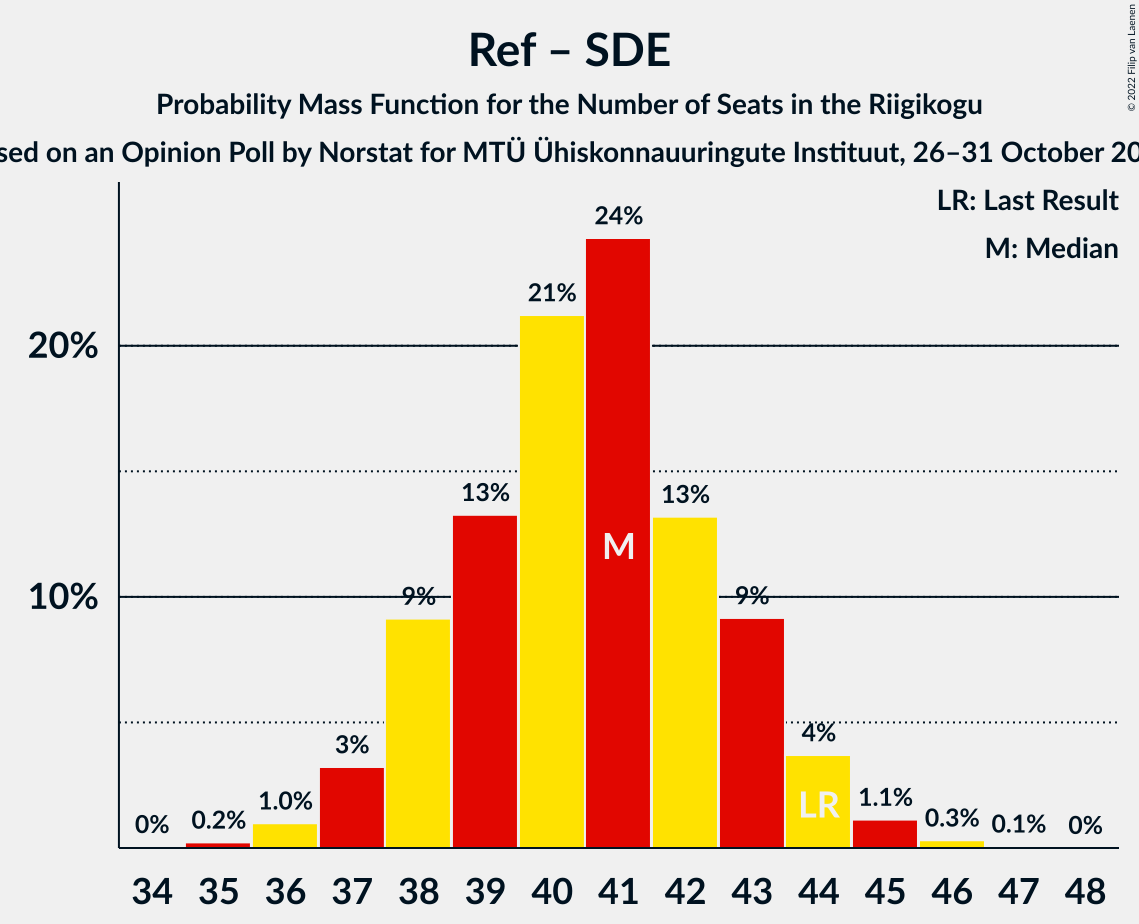 Ref – SDE
Probability Mass Function for the Number of Seats in the Riigikogu
sed on an Opinion Poll by Norstat for MTÜ Ühiskonnauuringute Instituut, 26–31 October 20
© 2022 Filip van Laenen
LR: Last Result
M: Median
24%
21%
20%
13% 13%
M
10%
9% 9%
4%
3%
LR
0% 0.2% 1.0% 1.1% 0.3% 0.1% 0%
34 35 36 37 38 39 40 41 42 43 44 45 46 47 48